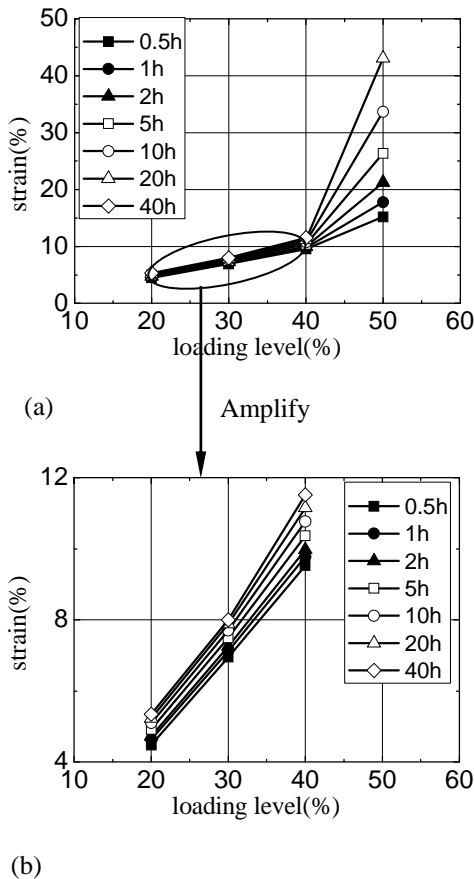 50
40
30
20
10
0
strain(%)
0.5h
1h
2h
5h
10h
20h
40h
10 20 30 40 50 60
loading level(%)
(a)
Amplify
12
8
4
strain(%)
0.5h
1h
2h
5h
10h
20h
40h
10 20 30 40 50 60
loading level(%)
(b)